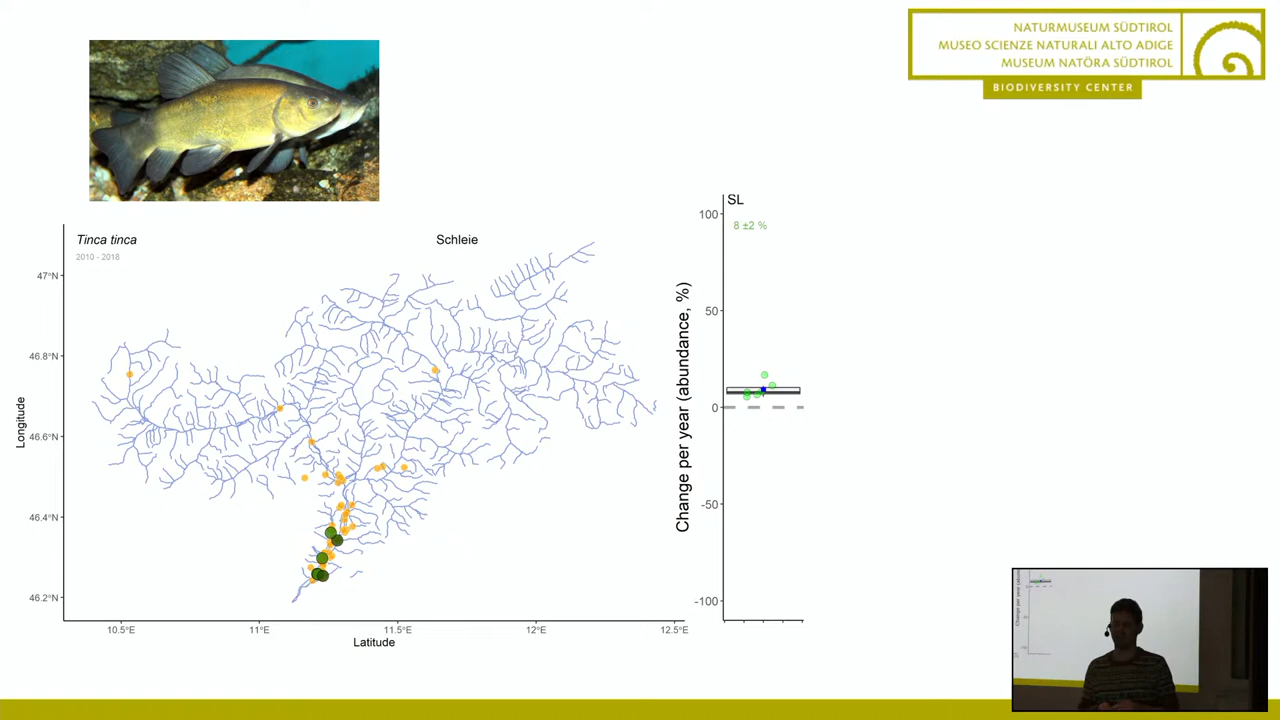 NATURMUSEUM SÜDTIROL
MUSEO SCIENZE NATURALI ALTO ADIGE
MUSEUM NATÖRA SÜDTIROL
BIODIVERSITY CENTER
Tinca tinca
Schleie
2010 - 2018
47°N
46.8°N
46.6°N
46.4°N
46.2°N
Longitude
10.5°E
11°E
11.5°E
12°E
12.5°E
Latitude
SL
8 ±2 %
100
50
0
-50
-100
Change per year (abundance, %)